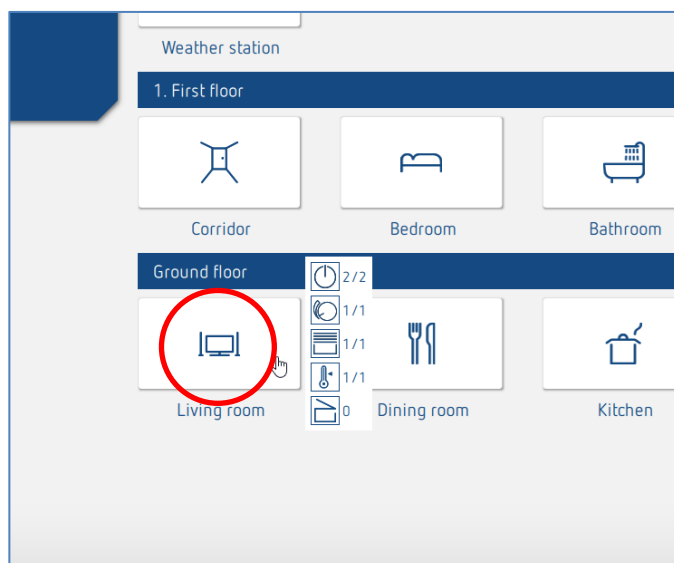 Weather station
1. First floor
Corridor Bedroom Bathroom
Ground floor
2/2
1/1
1/1
1/1
0
Living room Dining room Kitchen